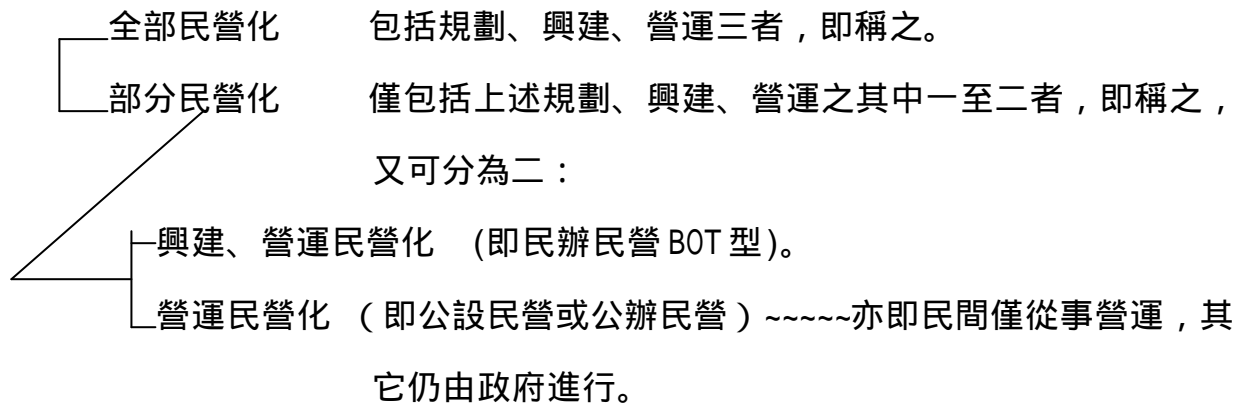 全部民營化 包括規劃、興建、營運三者，即稱之。
部分民營化 僅包括上述規劃、興建、營運之其中一至二者，即稱之，
又可分為二：
興建、營運民營化 (即民辦民營 BOT 型)。
營運民營化 （即公設民營或公辦民營）~~~~~亦即民間僅從事營運，其
它仍由政府進行。